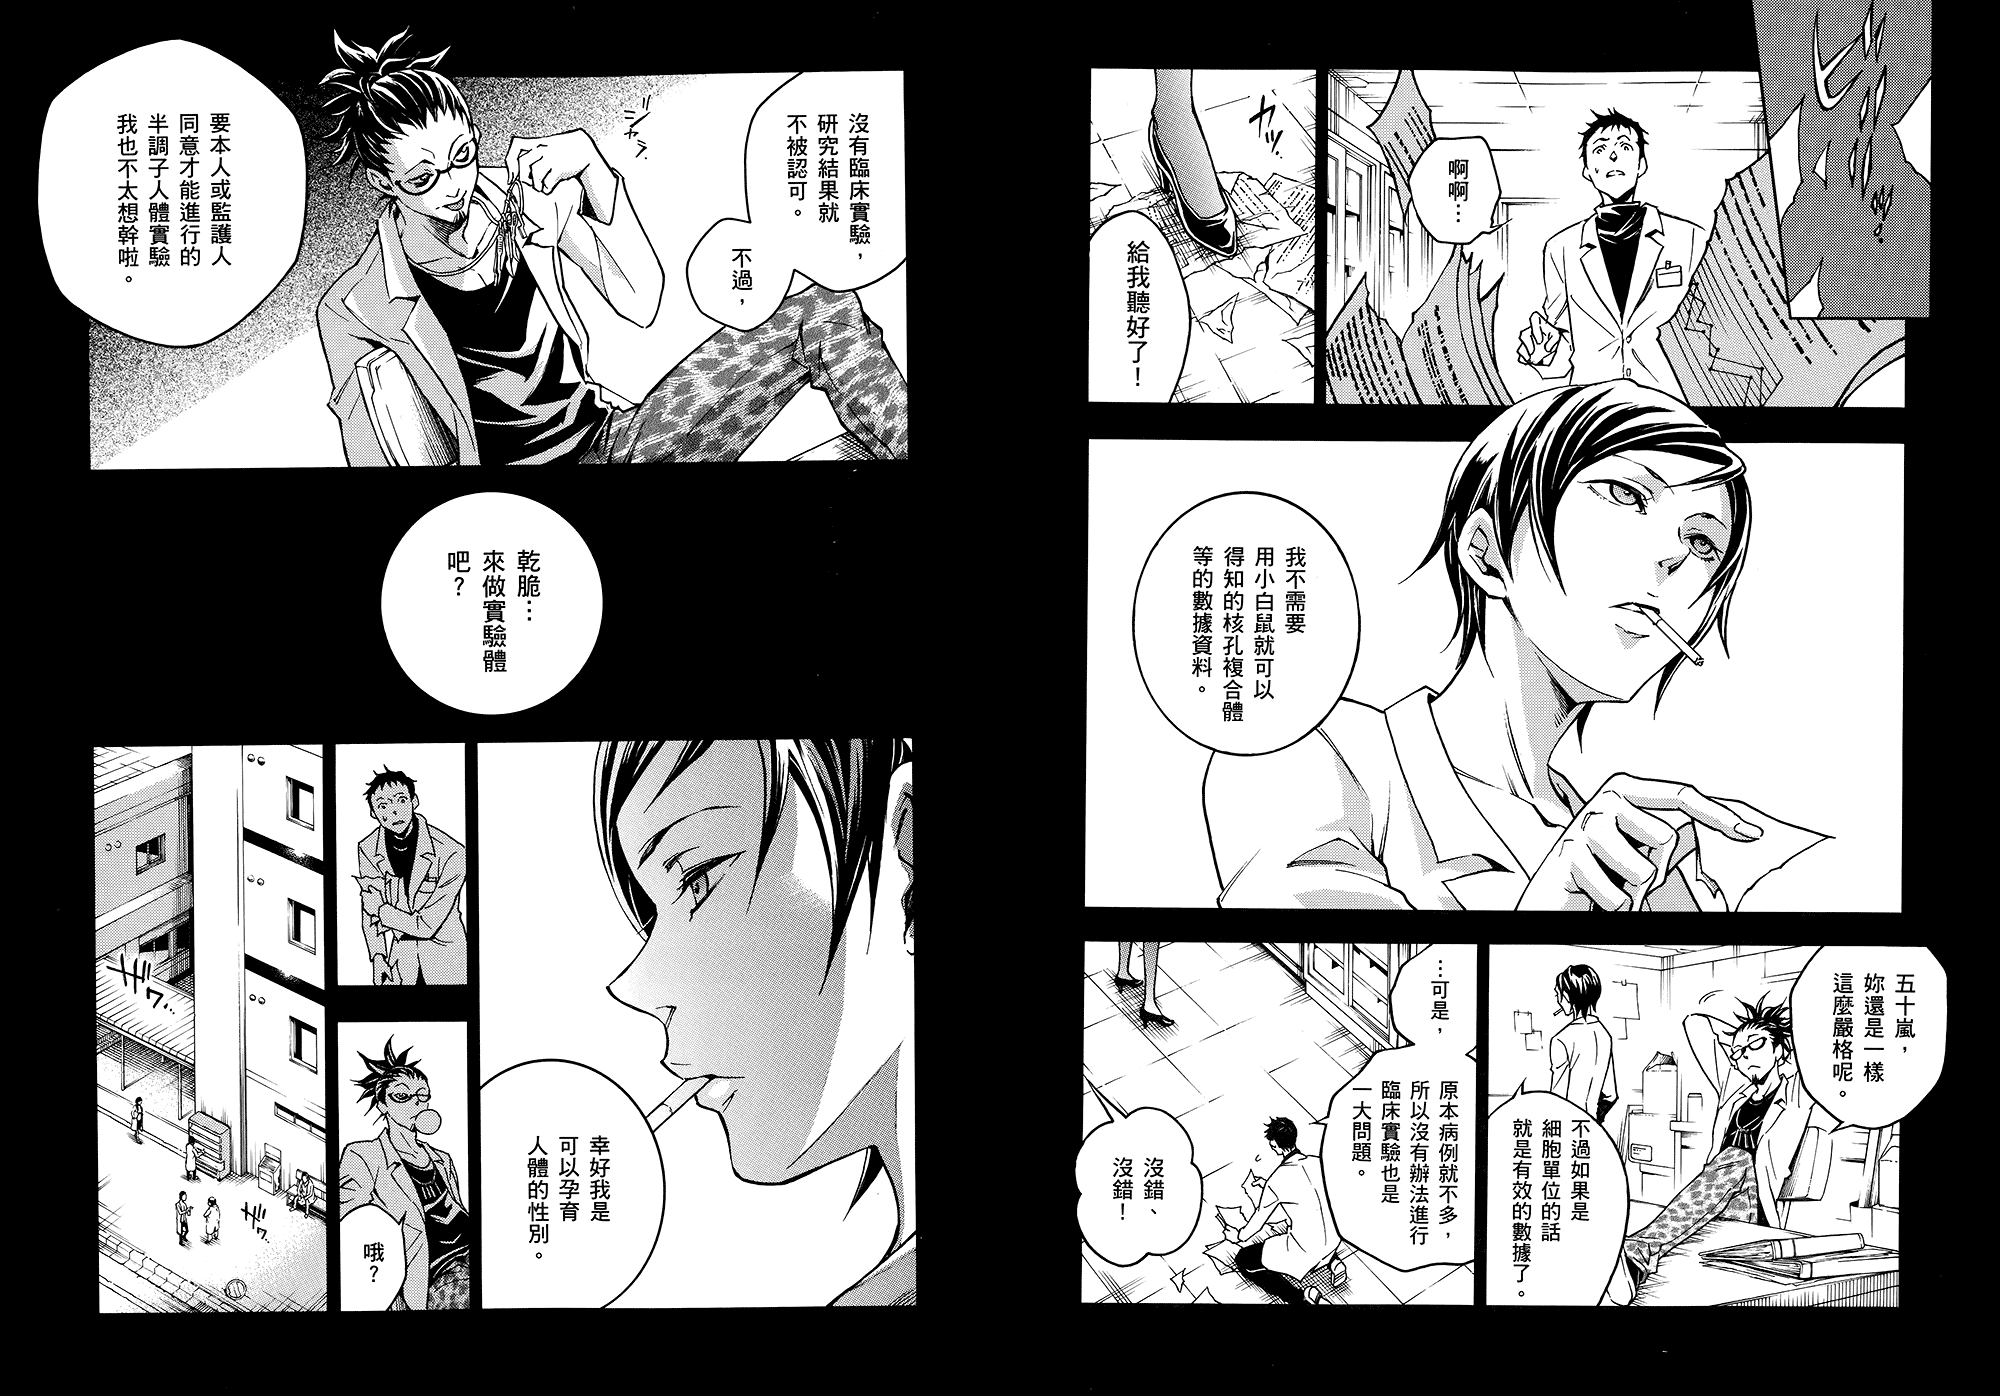 啊啊…
給我聽好了！
我不需要
用小白鼠就可以
得知的核孔複合體
等的數據資料。
五十嵐，
妳還是一樣
這麼嚴格呢。
不過如果是
細胞單位的話
就是有效的數據了。
…可是，
原本病例就不多，
所以沒有辦法進行
臨床實驗也是
一大問題。
沒錯、
沒錯！
沒有臨床實驗，
研究結果就
不被認可。
不過，
要本人或監護人
同意才能進行的
半調子人體實驗
我也不太想幹啦。
乾脆…
來做實驗體
吧？
幸好我是
可以孕育
人體的性別。
哦？
カッ
ザワ
ザワ